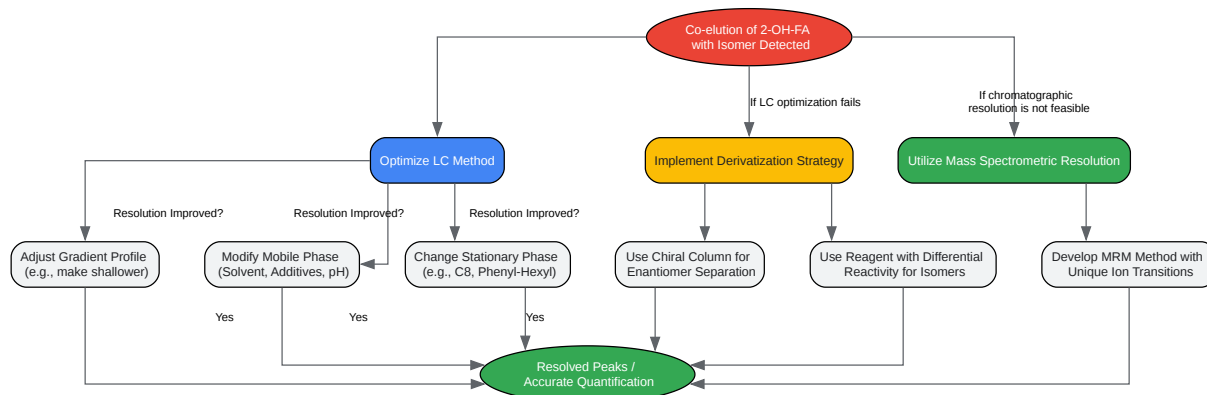 Co-elution of 2-OH-FA
with Isomer Detected
If LC optimization fails
If chromatographic
resolution is not feasible
Optimize LC Method
Implement Derivatization Strategy
Utilize Mass Spectrometric Resolution
Resolution Improved?
Resolution Improved?
Resolution Improved?
Adjust Gradient Profile
(e.g., make shallower)
Modify Mobile Phase
(Solvent, Additives, pH)
Change Stationary Phase
(e.g., C8, Phenyl-Hexyl)
Use Chiral Column for
Enantiomer Separation
Use Reagent with Differential
Reactivity for Isomers
Develop MRM Method with
Unique Ion Transitions
Yes
Yes
Yes
Resolved Peaks /
Accurate Quantification